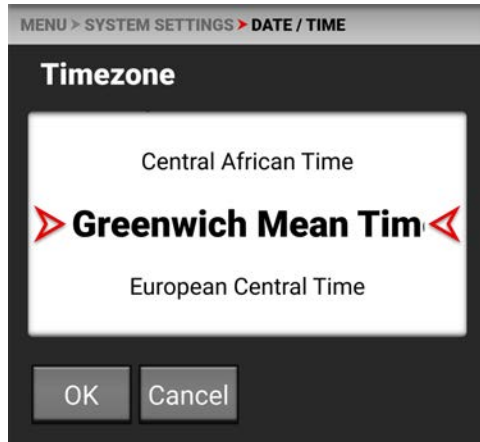 MENU > SYSTEM SETTINGS > DATE / TIME
Timezone
Central African Time
Greenwich Mean Tim
European Central Time
OK Cancel